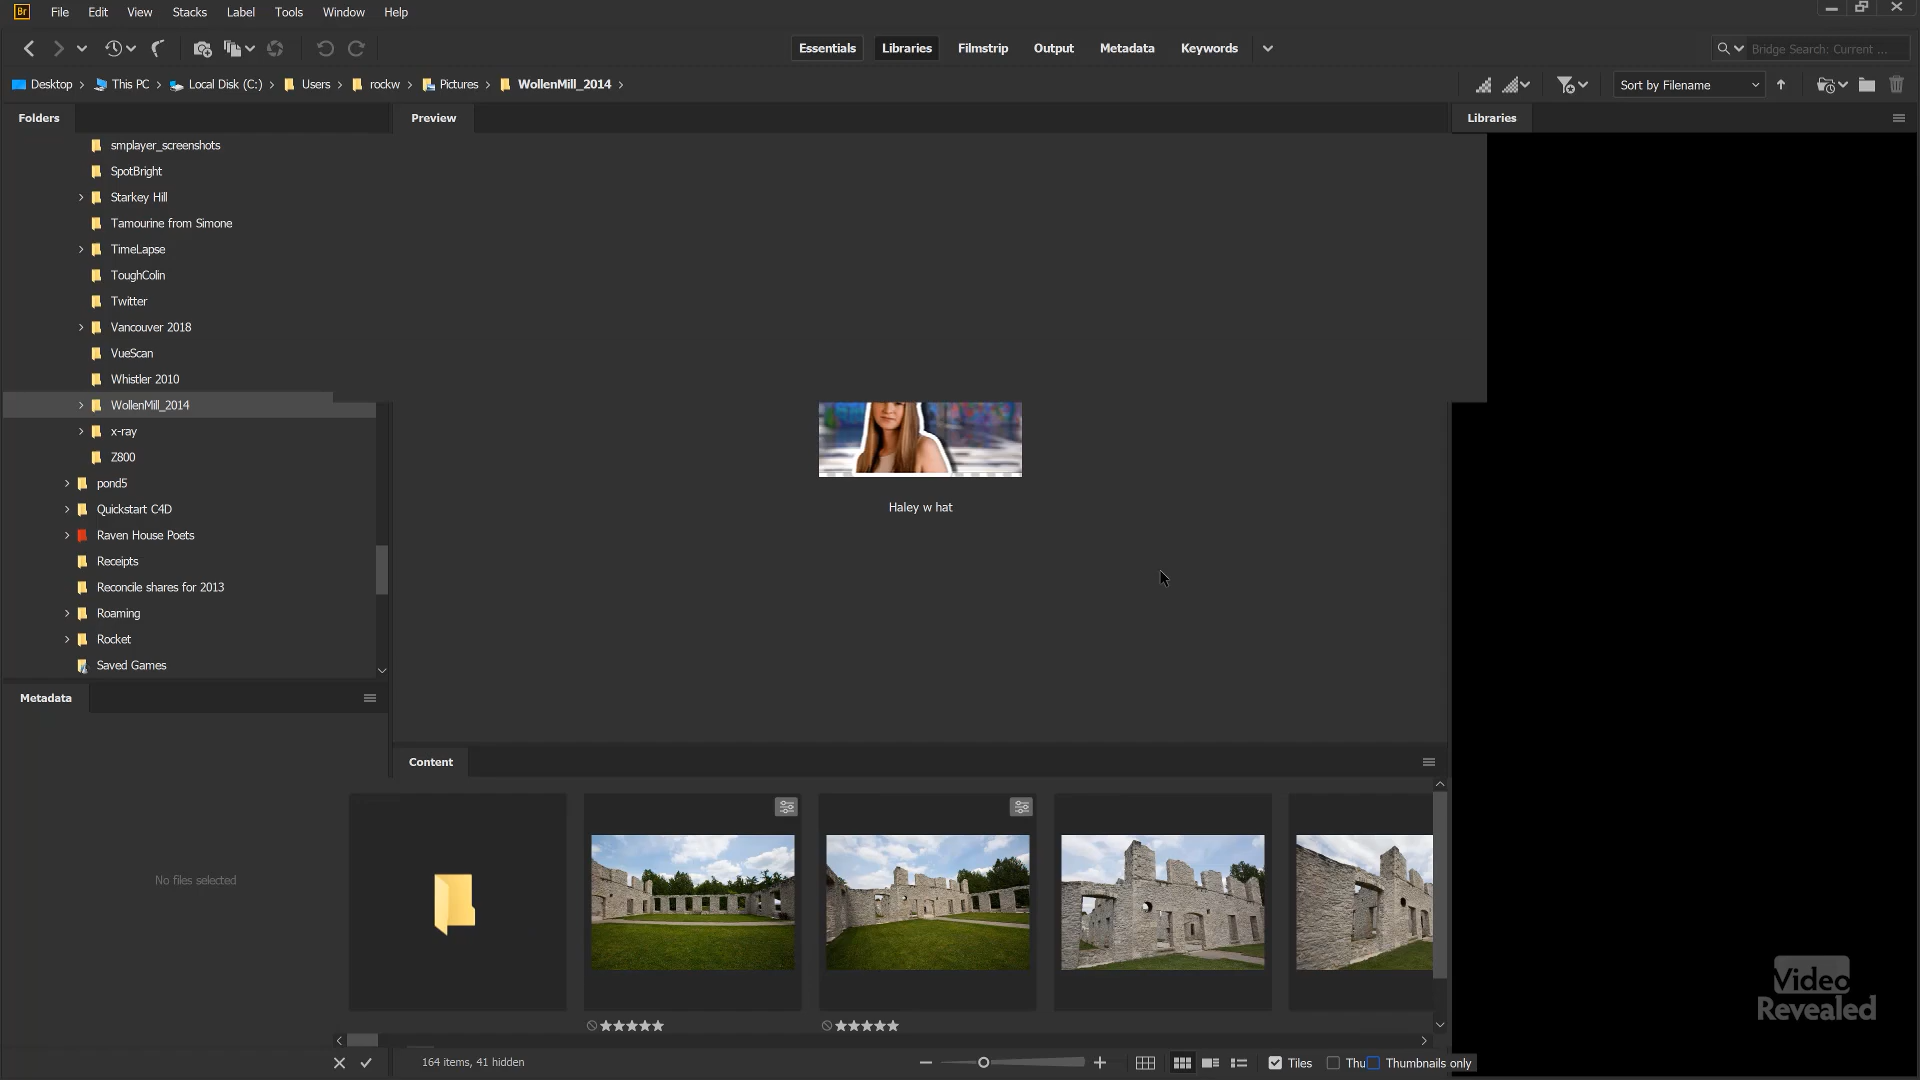 Br File Edit View Stacks Label Tools Window Help
Essentials Libraries Filmstrip Output Metadata Keywords Bridge Search: Current ...
Desktop This PC Local Disk (C:) Users rockw Pictures WollenMill_2014 Sort by Filename
Folders Preview Libraries
smplayer_screenshots
SpotBright
Starkey Hill
Tamourine from Simone
TimeLapse
ToughColin
Twitter
Vancouver 2018
VueScan
Whistler 2010
WollenMill_2014
x-ray
Z800
pond5
Quickstart C4D
Haley w hat
Raven House Poets
Receipts
Reconcile shares for 2013
Roaming
Rocket
Saved Games
Metadata
Content
No files selected
Video
Revealed
164 items, 41 hidden Tiles Thu Thumbnails only